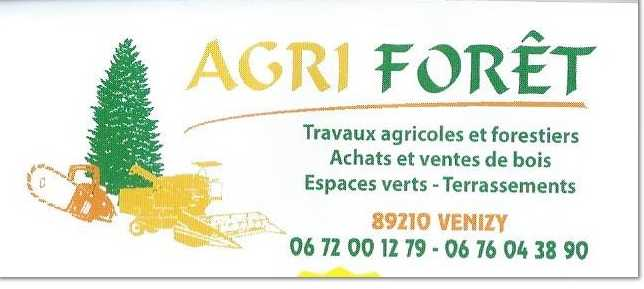 AGRI FORÊT
Travaux agricoles et forestiers
Achats et ventes de bois
Espaces verts - Terrassements
89210 VENIZY
06 72 00 12 79 - 06 76 04 38 90